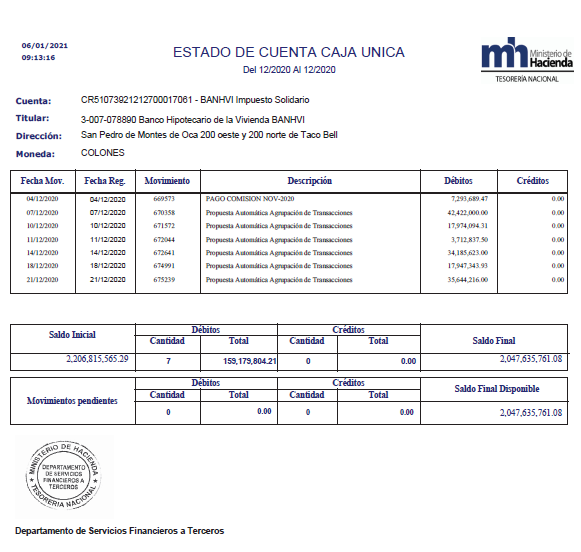 06/01/2021
09:13:16
ESTADO DE CUENTA CAJA UNICA
Del 12/2020 Al 12/2020
mh Ministerio de Hacienda
TESORERÍA NACIONAL
Cuenta: CR51073921212700017061 - BANHVI Impuesto Solidario
Titular: 3-007-078890 Banco Hipotecario de la Vivienda BANHVI
Dirección: San Pedro de Montes de Oca 200 oeste y 200 norte de Taco Bell
Moneda: COLONES
Fecha Mov. Fecha Reg. Movimiento Descripción Débitos Créditos
04/12/2020 04/12/2020 669573 PAGO COMISION NOV-2020 7,293,689.47 0.00
07/12/2020 07/12/2020 670358 Propuesta Automática Agrupación de Transacciones 42,422,000.00 0.00
10/12/2020 10/12/2020 671572 Propuesta Automática Agrupación de Transacciones 17,974,094.31 0.00
11/12/2020 11/12/2020 672044 Propuesta Automática Agrupación de Transacciones 3,712,837.50 0.00
14/12/2020 14/12/2020 672641 Propuesta Automática Agrupación de Transacciones 34,185,623.00 0.00
18/12/2020 18/12/2020 674991 Propuesta Automática Agrupación de Transacciones 17,947,343.93 0.00
21/12/2020 21/12/2020 675239 Propuesta Automática Agrupación de Transacciones 35,644,216.00 0.00
Saldo Inicial Débitos Créditos Saldo Final
Cantidad Total Cantidad Total
2,206,815,565.29 7 159,179,804.21 0 0.00 2,047,635,761.08
Movimientos pendientes Débitos Créditos Saldo Final Disponible
Cantidad Total Cantidad Total
0 0.00 0 0.00 2,047,635,761.08
MINISTERIO DE HACIENDA
DEPARTAMENTO
DE SERVICIOS
FINANCIEROS A
TERCEROS
TESORERIA NACIONAL
Departamento de Servicios Financieros a Terceros